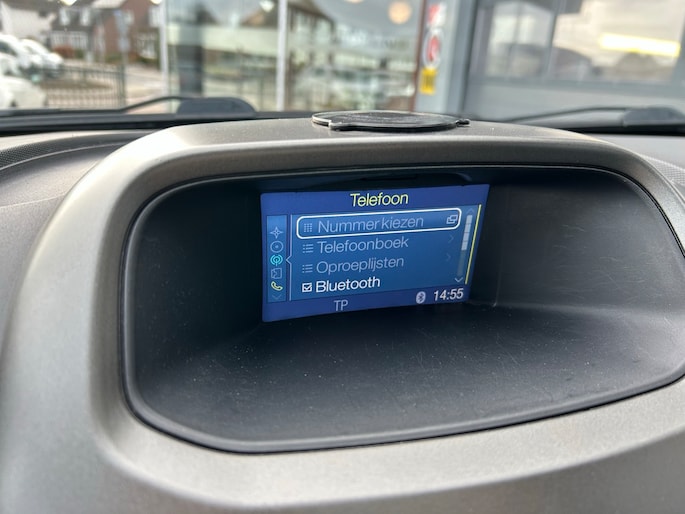 Telefoon
Nummer kiezen
Telefoonboek
Oproeplijsten
Bluetooth
TP 14:55